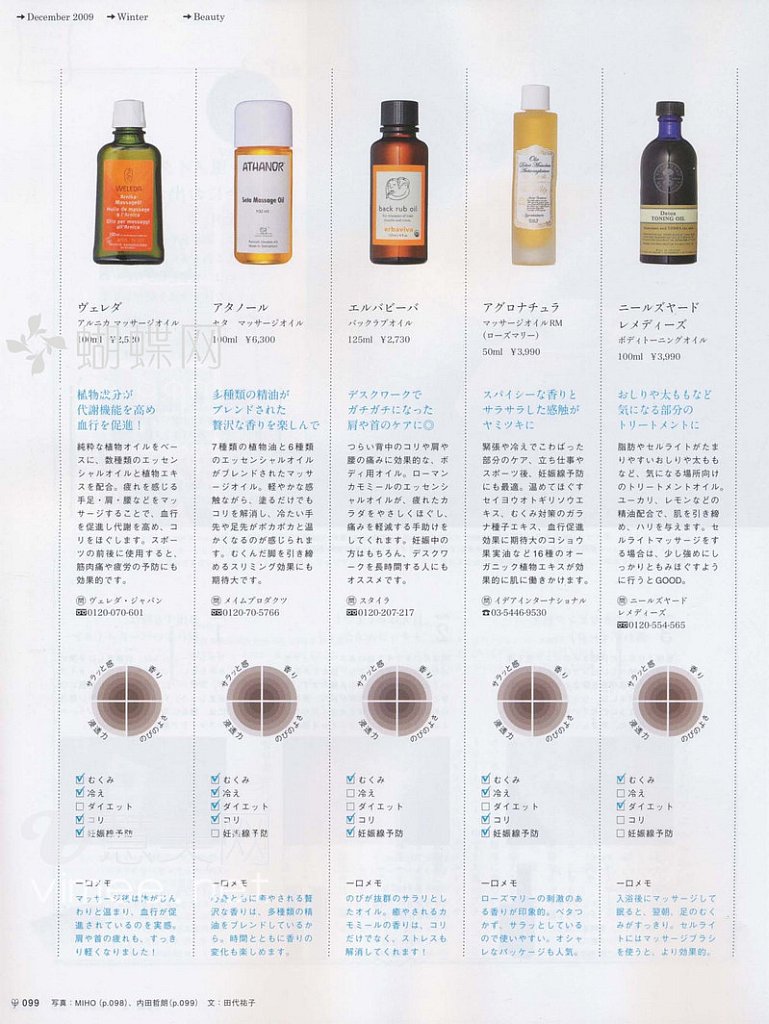 →December 2009 →Winter →Beauty
WELEDA
Arnika-
Massageöl
Huile de massage
à l'Arnica
Olio per massaggi
all'Arnica
ATHANOR
Seta Massage Oil
back rub oil
erbaviva
Detox
TONING OIL
ヴェレダ
アルニカ マッサージオイル
100ml ¥2,520
植物成分が
代謝機能を高め
血行を促進！
純粋な植物オイルをベー
スに、数種類のエッセン
シャルオイルと植物エキ
スを配合。疲れを感じる
手足・肩・腰などをマッ
サージすることで、血行
を促進し代謝を高め、コ
リをほぐします。スポー
ツの前後に使用すると、
筋肉痛や疲労の予防にも
効果的です。
問 ヴェレダ・ジャパン
0120-070-601
サラッと感 香り
浸透力 のびのよさ
☑むくみ
☑冷え
□ダイエット
☑コリ
☑妊娠線予防
一口メモ
マッサージ後は体がじん
わりと温まり、血行が促
進されているのを実感。
肩や首の疲れも、すっき
り軽くなりました！
アタノール
セタ マッサージオイル
100ml ¥6,300
多種類の精油が
ブレンドされた
贅沢な香りを楽しんで
7種類の植物油と6種類
のエッセンシャルオイル
がブレンドされたマッサ
ージオイル。軽やかな感
触ながら、塗るだけでも
コリを解消し、冷たい手
先や足先がポカポカと温
かくなるのが感じられま
す。むくんだ脚を引き締
めるスリミング効果にも
期待大です。
問 メイムプロダクツ
0120-70-5766
サラッと感 香り
浸透力 のびのよさ
☑むくみ
☑冷え
☑ダイエット
☑コリ
□妊娠線予防
一口メモ
心身ともに癒やされる贅
沢な香りは、多種類の精
油をブレンドしているか
ら。時間とともに香りの
変化も楽しめます。
エルバビーバ
バックラブオイル
125ml ¥2,730
デスクワークで
ガチガチになった
肩や首のケアに◎
つらい背中のコリや肩や
腰の痛みに効果的な、ボ
ディ用オイル。ローマン
カモミールのエッセンシ
ャルオイルが、疲れたカ
ラダをやさしくほぐし、
痛みを軽減する手助けを
してくれます。妊娠中の
方はもちろん、デスクワ
ークを長時間する人にも
オススメです。
問 スタイラ
0120-207-217
サラッと感 香り
浸透力 のびのよさ
☑むくみ
□冷え
□ダイエット
☑コリ
☑妊娠線予防
一口メモ
のびが抜群のサラリとし
たオイル。癒やされるカ
モミールの香りは、コリ
だけでなく、ストレスも
解消してくれます！
アグロナチュラ
マッサージオイルRM
（ローズマリー）
50ml ¥3,990
スパイシーな香りと
サラサラした感触が
ヤミツキに
緊張や冷えでこわばった
部分のケア、立ち仕事や
スポーツ後、妊娠線予防
にも最適。温めてほぐす
セイヨウオトギリソウエ
キス、むくみ対策のガラ
ナ種子エキス、血行促進
効果に期待大のコショウ
果実油など16種のオー
ガニック植物エキスが効
果的に肌に働きかけます。
問 イデアインターナショナル
☎03-5446-9530
サラッと感 香り
浸透力 のびのよさ
☑むくみ
☑冷え
□ダイエット
☑コリ
☑妊娠線予防
一口メモ
ローズマリーの刺激のあ
る香りが印象的。ベタつ
かず、サラッとしている
ので使いやすい。オシャ
レなパッケージも人気。
ニールズヤード
レメディーズ
ボディトーニングオイル
100ml ¥3,990
おしりや太ももなど
気になる部分の
トリートメントに
脂肪やセルライトがたま
りやすいおしりや太もも
など、気になる場所向け
のトリートメントオイル。
ユーカリ、レモンなどの
精油配合で、肌を引き締
め、ハリを与えます。セ
ルライトマッサージをす
る場合は、少し強めにし
っかりともみほぐすよう
に行うとGOOD。
問 ニールズヤード
レメディーズ
0120-554-565
サラッと感 香り
浸透力 のびのよさ
☑むくみ
□冷え
☑ダイエット
□コリ
□妊娠線予防
一口メモ
入浴後にマッサージして
眠ると、翌朝、足のむく
みがすっきり。セルライ
トにはマッサージブラシ
を使うと、より効果的。
蝴蝶网
099 写真：MIHO（p.098）、内田哲朗（p.099） 文：田代祐子